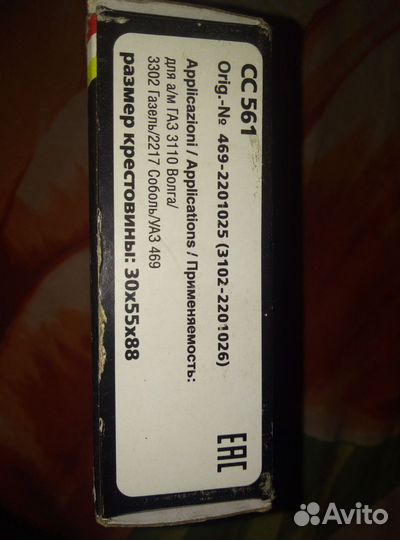 CC 561
Orig.-№ 469-2201025 (3102-2201026)
Applicazioni / Applications / Применяемость:
для а/м ГАЗ 3110 Волга/
3302 Газель/2217 Соболь/УАЗ 469
размер крестовины: 30х55х88
EAC
Avito